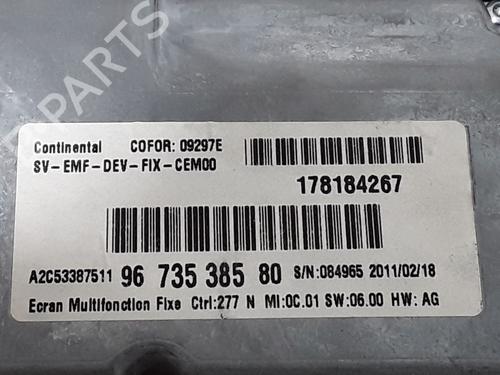 Continental COFOR: 09297E
SV-EMF-DEV-FIX-CEM00
178184267
A2C53387511 96 735 385 80 S/N:084965 2011/02/18
Ecran Multifonction Fixe Ctrl:277 N MI:0C.01 SW:06.00 HW: AG